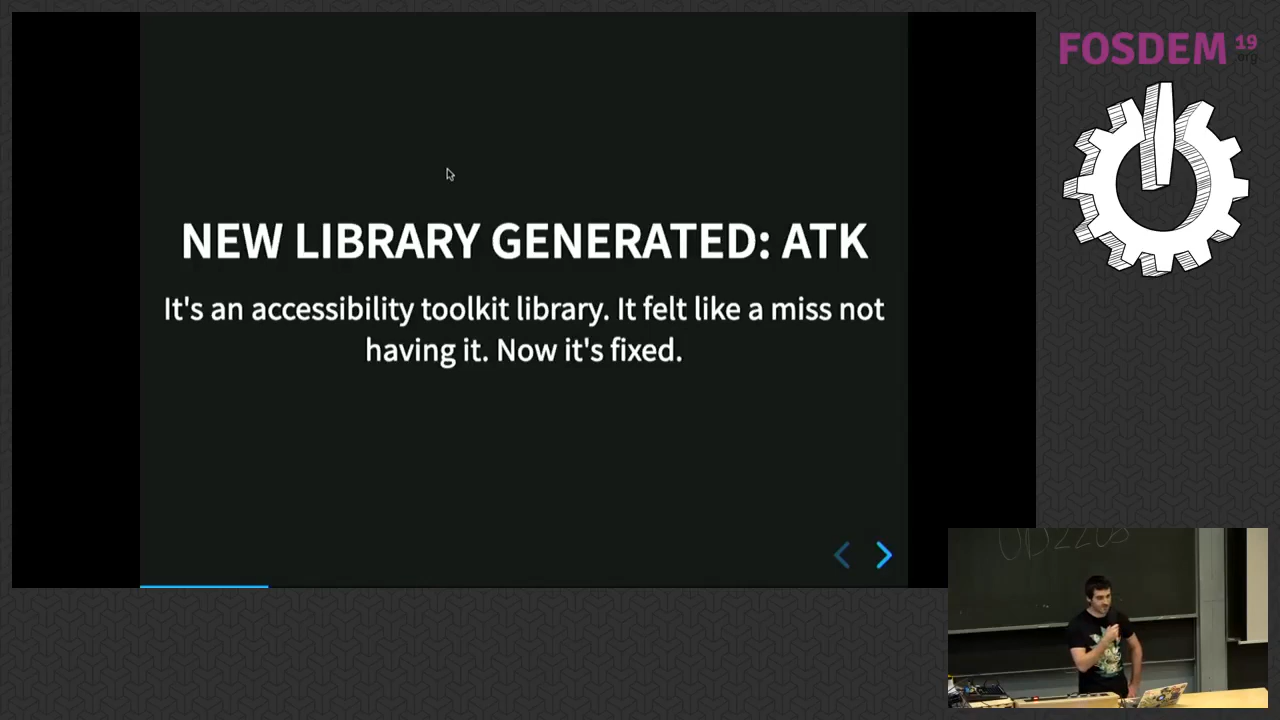 FOSDEM 19
.org
NEW LIBRARY GENERATED: ATK
It's an accessibility toolkit library. It felt like a miss not
having it. Now it's fixed.